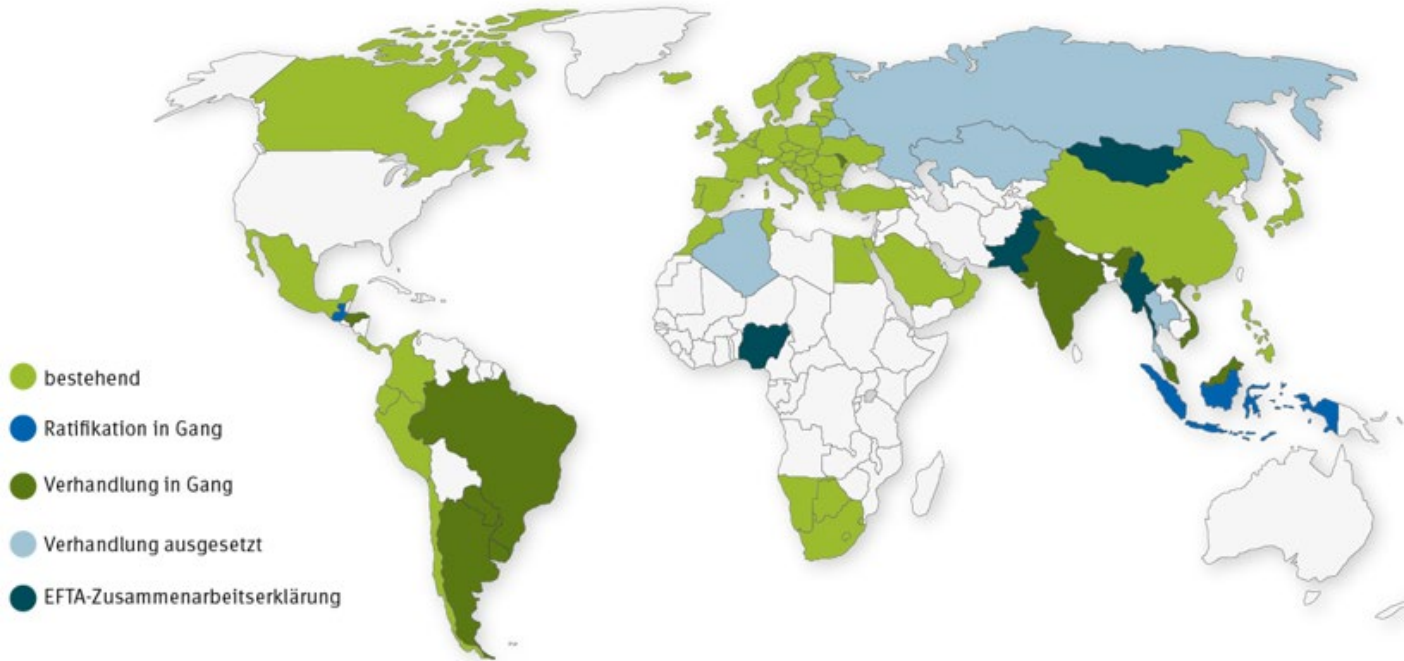 bestehend
Ratifikation in Gang
Verhandlung in Gang
Verhandlung ausgesetzt
EFTA-Zusammenarbeitserklärung